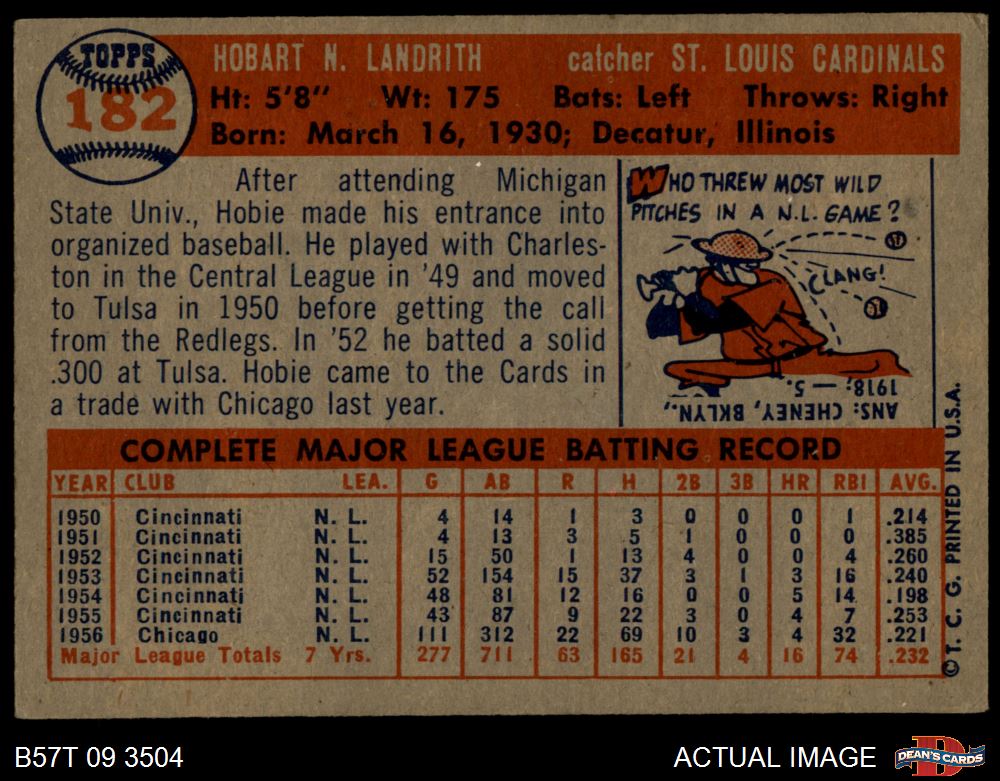 TOPPS
182
HOBART N. LANDRITH catcher ST. LOUIS CARDINALS
Ht: 5'8" Wt: 175 Bats: Left Throws: Right
Born: March 16, 1930; Decatur, Illinois
After attending Michigan
State Univ., Hobie made his entrance into
organized baseball. He played with Charles-
ton in the Central League in '49 and moved
to Tulsa in 1950 before getting the call
from the Redlegs. In '52 he batted a solid
.300 at Tulsa. Hobie came to the Cards in
a trade with Chicago last year.
WHO THREW MOST WILD
PITCHES IN A N.L. GAME?
CLANG!
ANS: CHENEY, BKLYN.,
1918; — 5.
COMPLETE MAJOR LEAGUE BATTING RECORD
YEAR CLUB LEA. G AB R H 2B 3B HR RBI AVG.
1950 Cincinnati N. L. 4 14 1 3 0 0 0 1 .214
1951 Cincinnati N. L. 4 13 3 5 1 0 0 0 .385
1952 Cincinnati N. L. 15 50 1 13 4 0 0 4 .260
1953 Cincinnati N. L. 52 154 15 37 3 1 3 16 .240
1954 Cincinnati N. L. 48 81 12 16 0 0 5 14 .198
1955 Cincinnati N. L. 43 87 9 22 3 0 4 7 .253
1956 Chicago N. L. 111 312 22 69 10 3 4 32 .221
Major League Totals 7 Yrs. 277 711 63 165 21 4 16 74 .232
©T. C. G. PRINTED IN U.S.A.
B57T 09 3504
ACTUAL IMAGE
D
DEAN'S CARDS